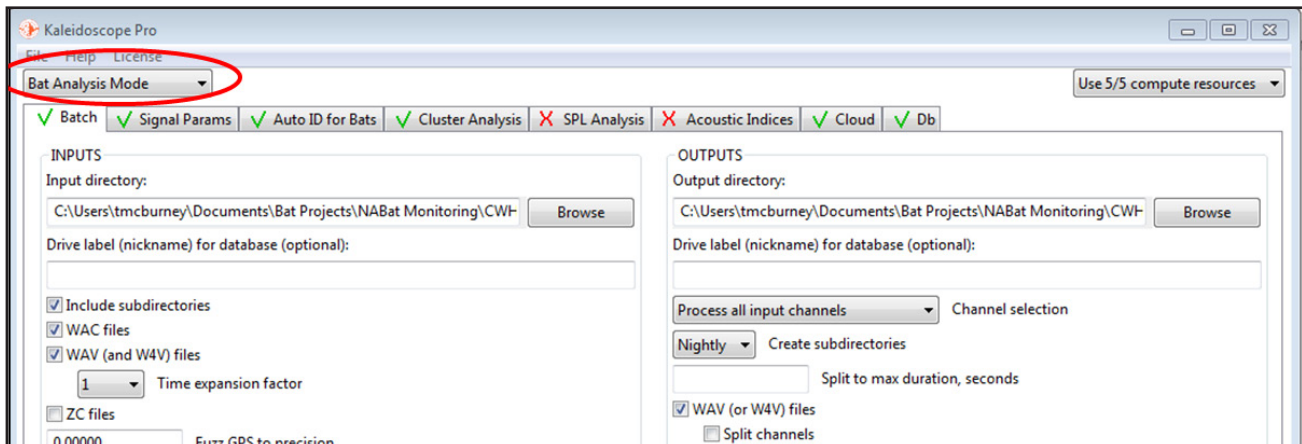 Kaleidoscope Pro
File Help License
Bat Analysis Mode
Use 5/5 compute resources
Batch
Signal Params
Auto ID for Bats
Cluster Analysis
SPL Analysis
Acoustic Indices
Cloud
Db
INPUTS
Input directory:
C:\Users\tmcburney\Documents\Bat Projects\NABat Monitoring\CWH
Browse
Drive label (nickname) for database (optional):
Include subdirectories
WAC files
WAV (and W4V) files
1 Time expansion factor
ZC files
0.00000 Fuzz GPS to precision
OUTPUTS
Output directory:
C:\Users\tmcburney\Documents\Bat Projects\NABat Monitoring\CWH
Browse
Drive label (nickname) for database (optional):
Process all input channels Channel selection
Nightly Create subdirectories
Split to max duration, seconds
WAV (or W4V) files
Split channels